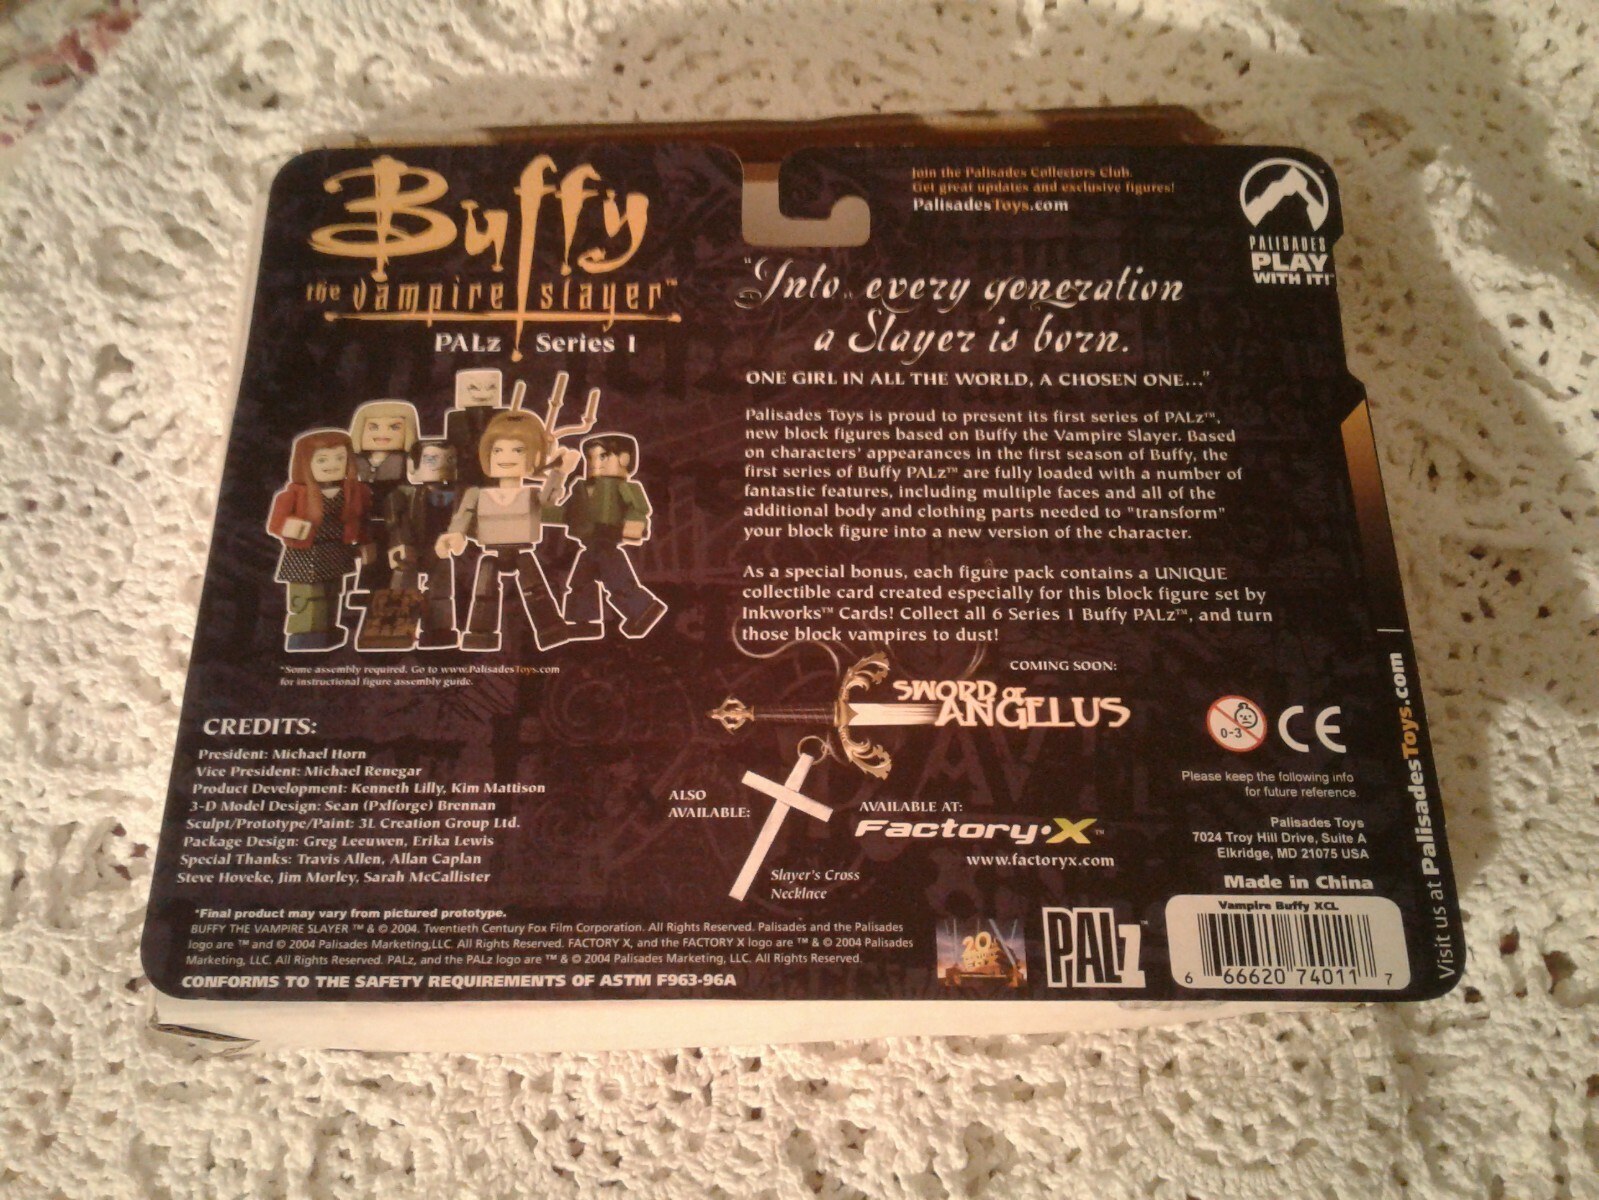 Buffy
the vampire slayer™
PALz Series 1
Join the Palisades Collectors Club.
Get great updates and exclusive figures!
PalisadesToys.com
PALISADES
PLAY
WITH IT!™
"Into every generation
a Slayer is born.
ONE GIRL IN ALL THE WORLD, A CHOSEN ONE..."
Palisades Toys is proud to present its first series of PALz™,
new block figures based on Buffy the Vampire Slayer. Based
on characters' appearances in the first season of Buffy, the
first series of Buffy PALz™ are fully loaded with a number of
fantastic features, including multiple faces and all of the
additional body and clothing parts needed to "transform"
your block figure into a new version of the character.
As a special bonus, each figure pack contains a UNIQUE
collectible card created especially for this block figure set by
Inkworks™ Cards! Collect all 6 Series 1 Buffy PALz™, and turn
those block vampires to dust!
*Some assembly required. Go to www.PalisadesToys.com
for instructional figure assembly guide.
COMING SOON:
SWORD OF
ANGELUS
CREDITS:
President: Michael Horn
Vice President: Michael Renegar
Product Development: Kenneth Lilly, Kim Mattison
3-D Model Design: Sean (Pxlforge) Brennan
Sculpt/Prototype/Paint: 3L Creation Group Ltd.
Package Design: Greg Leeuwen, Erika Lewis
Special Thanks: Travis Allen, Allan Caplan
Steve Hoveke, Jim Morley, Sarah McCallister
ALSO
AVAILABLE:
Slayer's Cross
Necklace
AVAILABLE AT:
Factory·X™
www.factoryx.com
0-3
CE
Please keep the following info
for future reference
Palisades Toys
7024 Troy Hill Drive, Suite A
Elkridge, MD 21075 USA
Made in China
Visit us at PalisadesToys.com
*Final product may vary from pictured prototype.
BUFFY THE VAMPIRE SLAYER ™ & © 2004. Twentieth Century Fox Film Corporation. All Rights Reserved. Palisades and the Palisades
logo are ™ and © 2004 Palisades Marketing,LLC. All Rights Reserved. FACTORY X, and the FACTORY X logo are ™ & © 2004 Palisades
Marketing, LLC. All Rights Reserved. PALz, and the PALz logo are ™ & © 2004 Palisades Marketing, LLC. All Rights Reserved.
CONFORMS TO THE SAFETY REQUIREMENTS OF ASTM F963-96A
20
PALz™
Vampire Buffy XCL
6 66620 74011 7